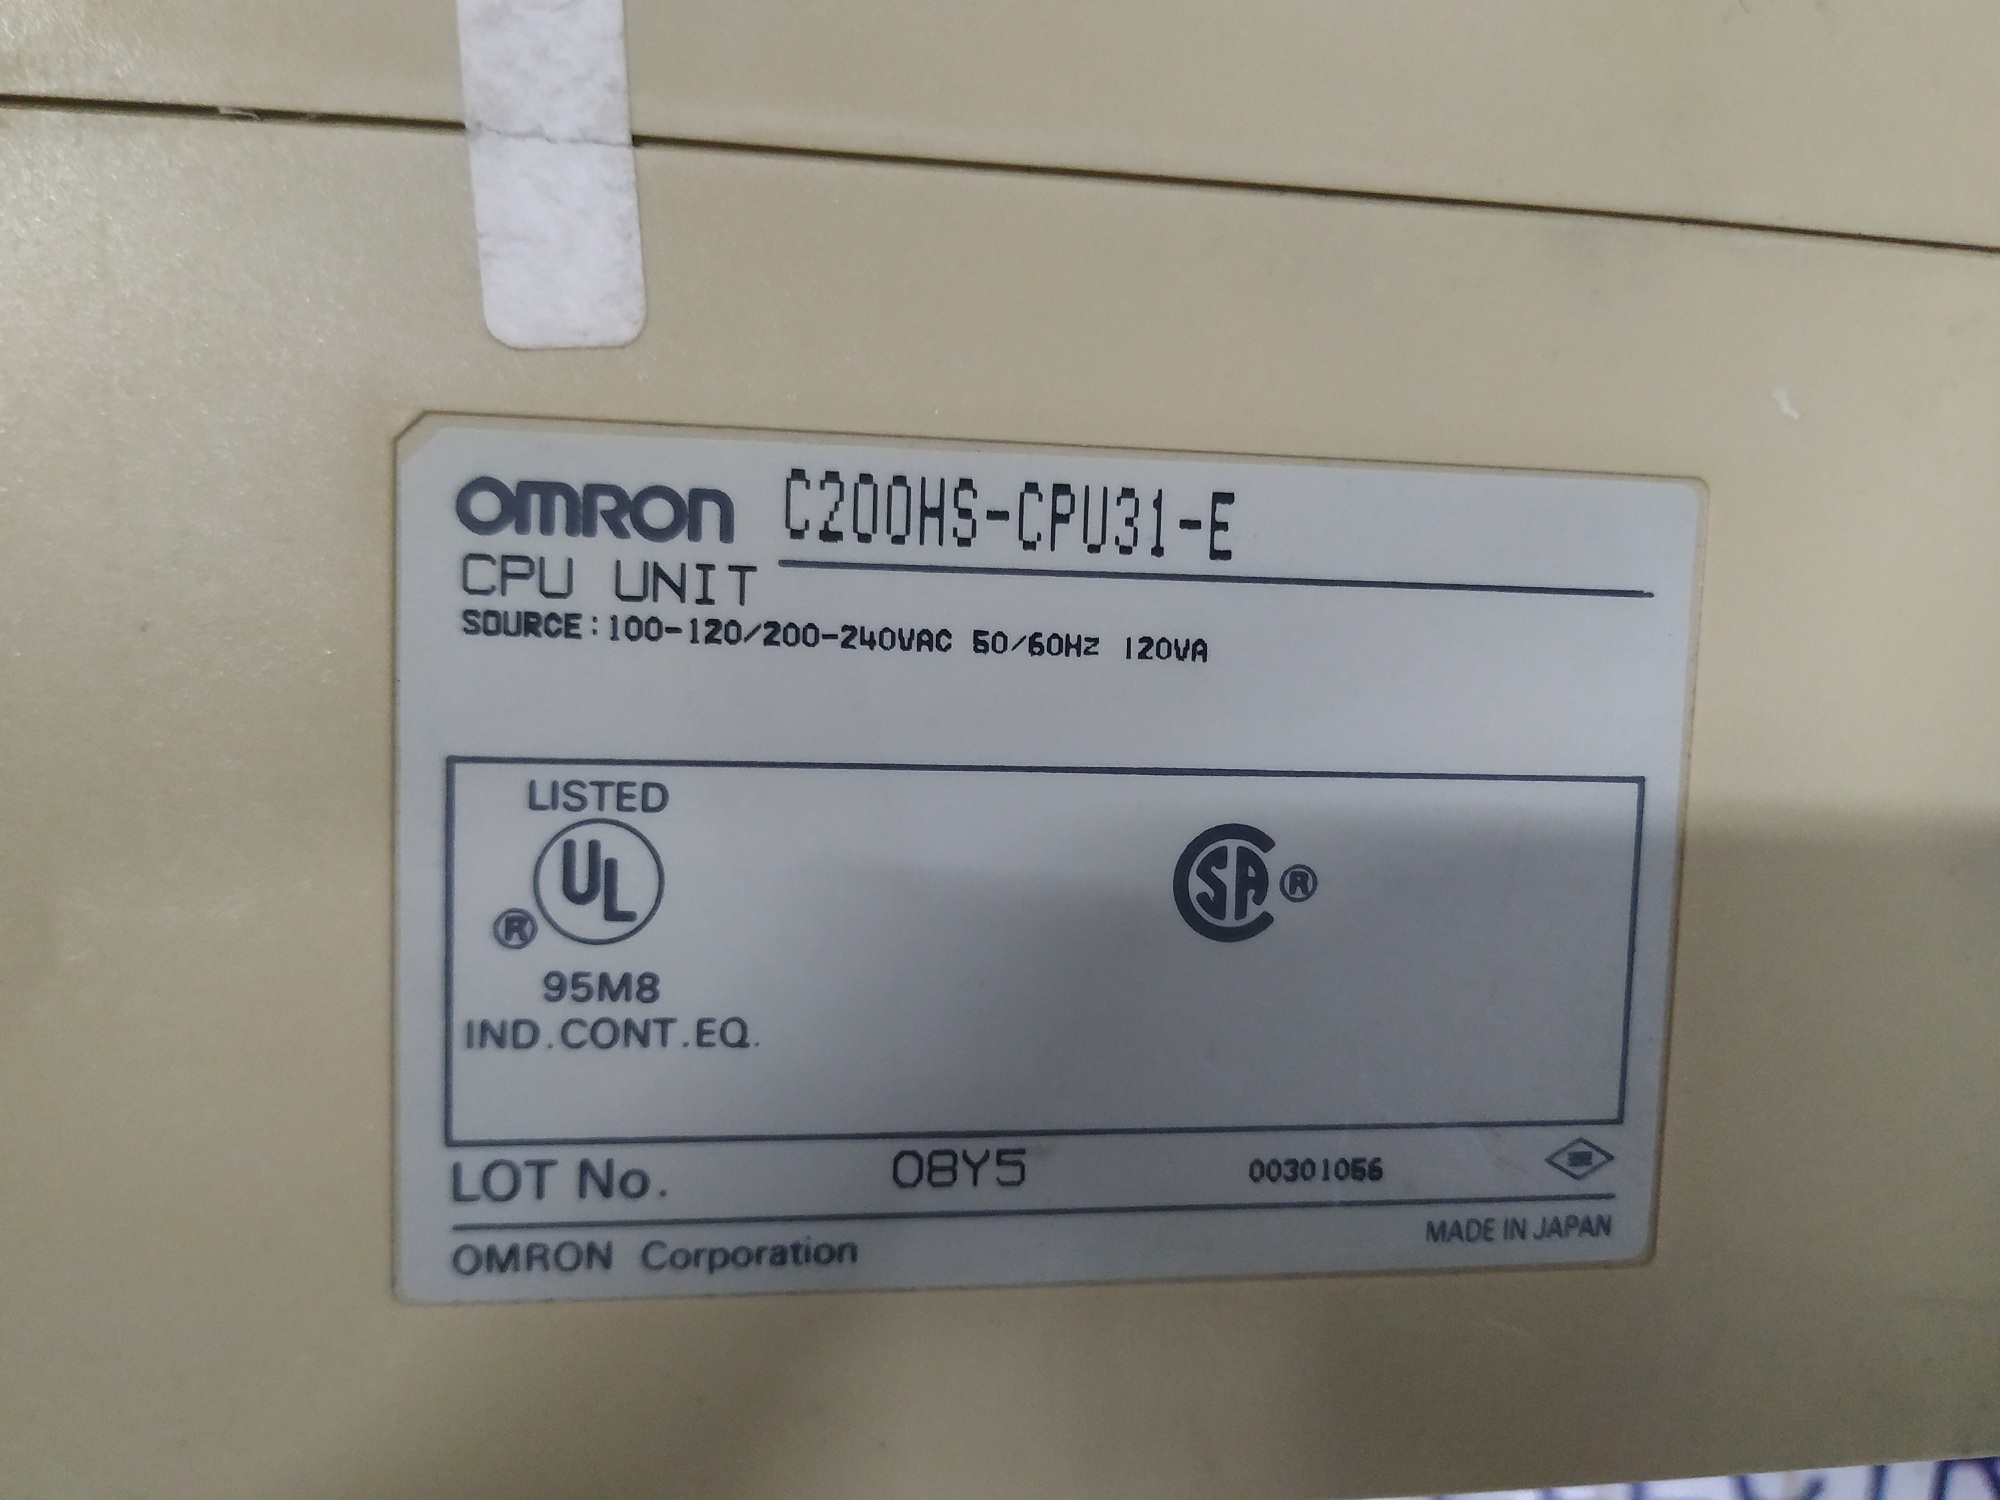 OMRON C200HS-CPU31-E
CPU UNIT
SOURCE:100-120/200-240VAC 50/60Hz 120VA
LISTED
UL
®
CSA ®
95M8
IND.CONT.EQ.
LOT No. 08Y5 00301056
OMRON Corporation MADE IN JAPAN